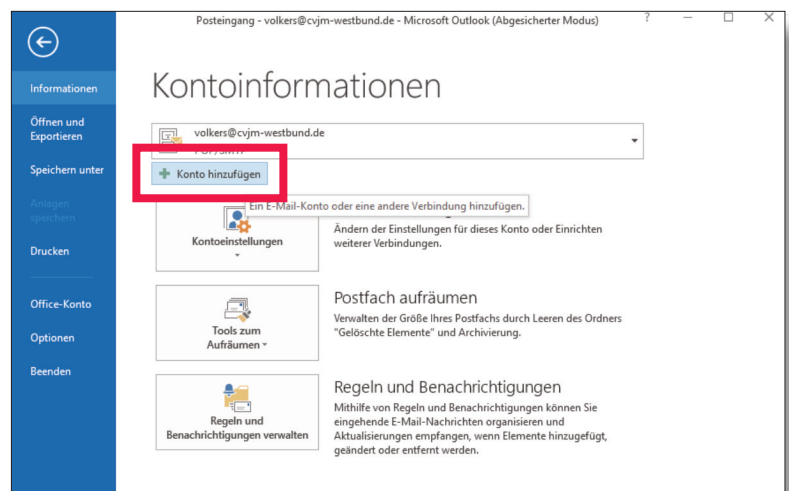 Posteingang - volkers@cvjm-westbund.de - Microsoft Outlook (Abgesicherter Modus)
?
Informationen
Öffnen und
Exportieren
Speichern unter
Anlagen
speichern
Drucken
Office-Konto
Optionen
Beenden
Kontoinformationen
volkers@cvjm-westbund.de
Konto hinzufügen
Ein E-Mail-Konto oder eine andere Verbindung hinzufügen.
Kontoeinstellungen
Ändern der Einstellungen für dieses Konto oder Einrichten
weiterer Verbindungen.
Tools zum
Aufräumen
Postfach aufräumen
Verwalten der Größe Ihres Postfachs durch Leeren des Ordners
"Gelöschte Elemente" und Archivierung.
Regeln und
Benachrichtigungen verwalten
Regeln und Benachrichtigungen
Mithilfe von Regeln und Benachrichtigungen können Sie
eingehende E-Mail-Nachrichten organisieren und
Aktualisierungen empfangen, wenn Elemente hinzugefügt,
geändert oder entfernt werden.